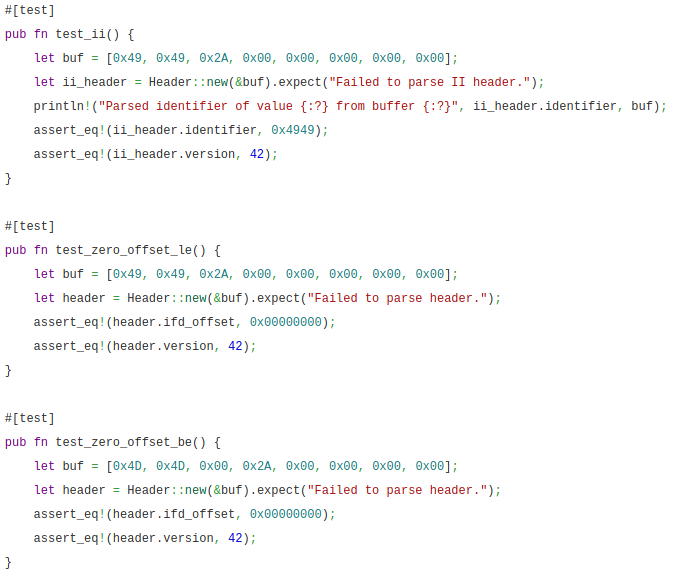 #[test]
pub fn test_ii() {
    let buf = [0x49, 0x49, 0x2A, 0x00, 0x00, 0x00, 0x00, 0x00];
    let ii_header = Header::new(&buf).expect("Failed to parse II header.");
    println!("Parsed identifier of value {:?} from buffer {:?}", ii_header.identifier, buf);
    assert_eq!(ii_header.identifier, 0x4949);
    assert_eq!(ii_header.version, 42);
}

#[test]
pub fn test_zero_offset_le() {
    let buf = [0x49, 0x49, 0x2A, 0x00, 0x00, 0x00, 0x00, 0x00];
    let header = Header::new(&buf).expect("Failed to parse header.");
    assert_eq!(header.ifd_offset, 0x00000000);
    assert_eq!(header.version, 42);
}

#[test]
pub fn test_zero_offset_be() {
    let buf = [0x4D, 0x4D, 0x00, 0x2A, 0x00, 0x00, 0x00, 0x00];
    let header = Header::new(&buf).expect("Failed to parse header.");
    assert_eq!(header.ifd_offset, 0x00000000);
    assert_eq!(header.version, 42);
}